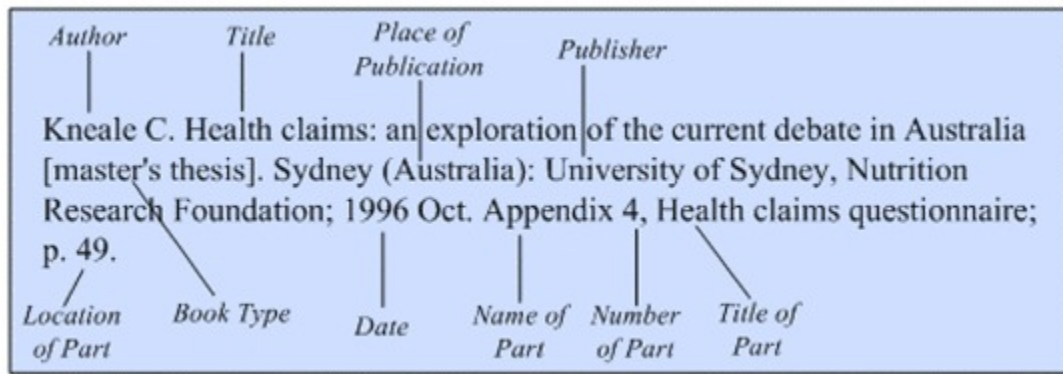 Author Title Place of Publication Publisher
Kneale C. Health claims: an exploration of the current debate in Australia
[master's thesis]. Sydney (Australia): University of Sydney, Nutrition
Research Foundation; 1996 Oct. Appendix 4, Health claims questionnaire;
p. 49.
Location of Part Book Type Date Name of Part Number of Part Title of Part